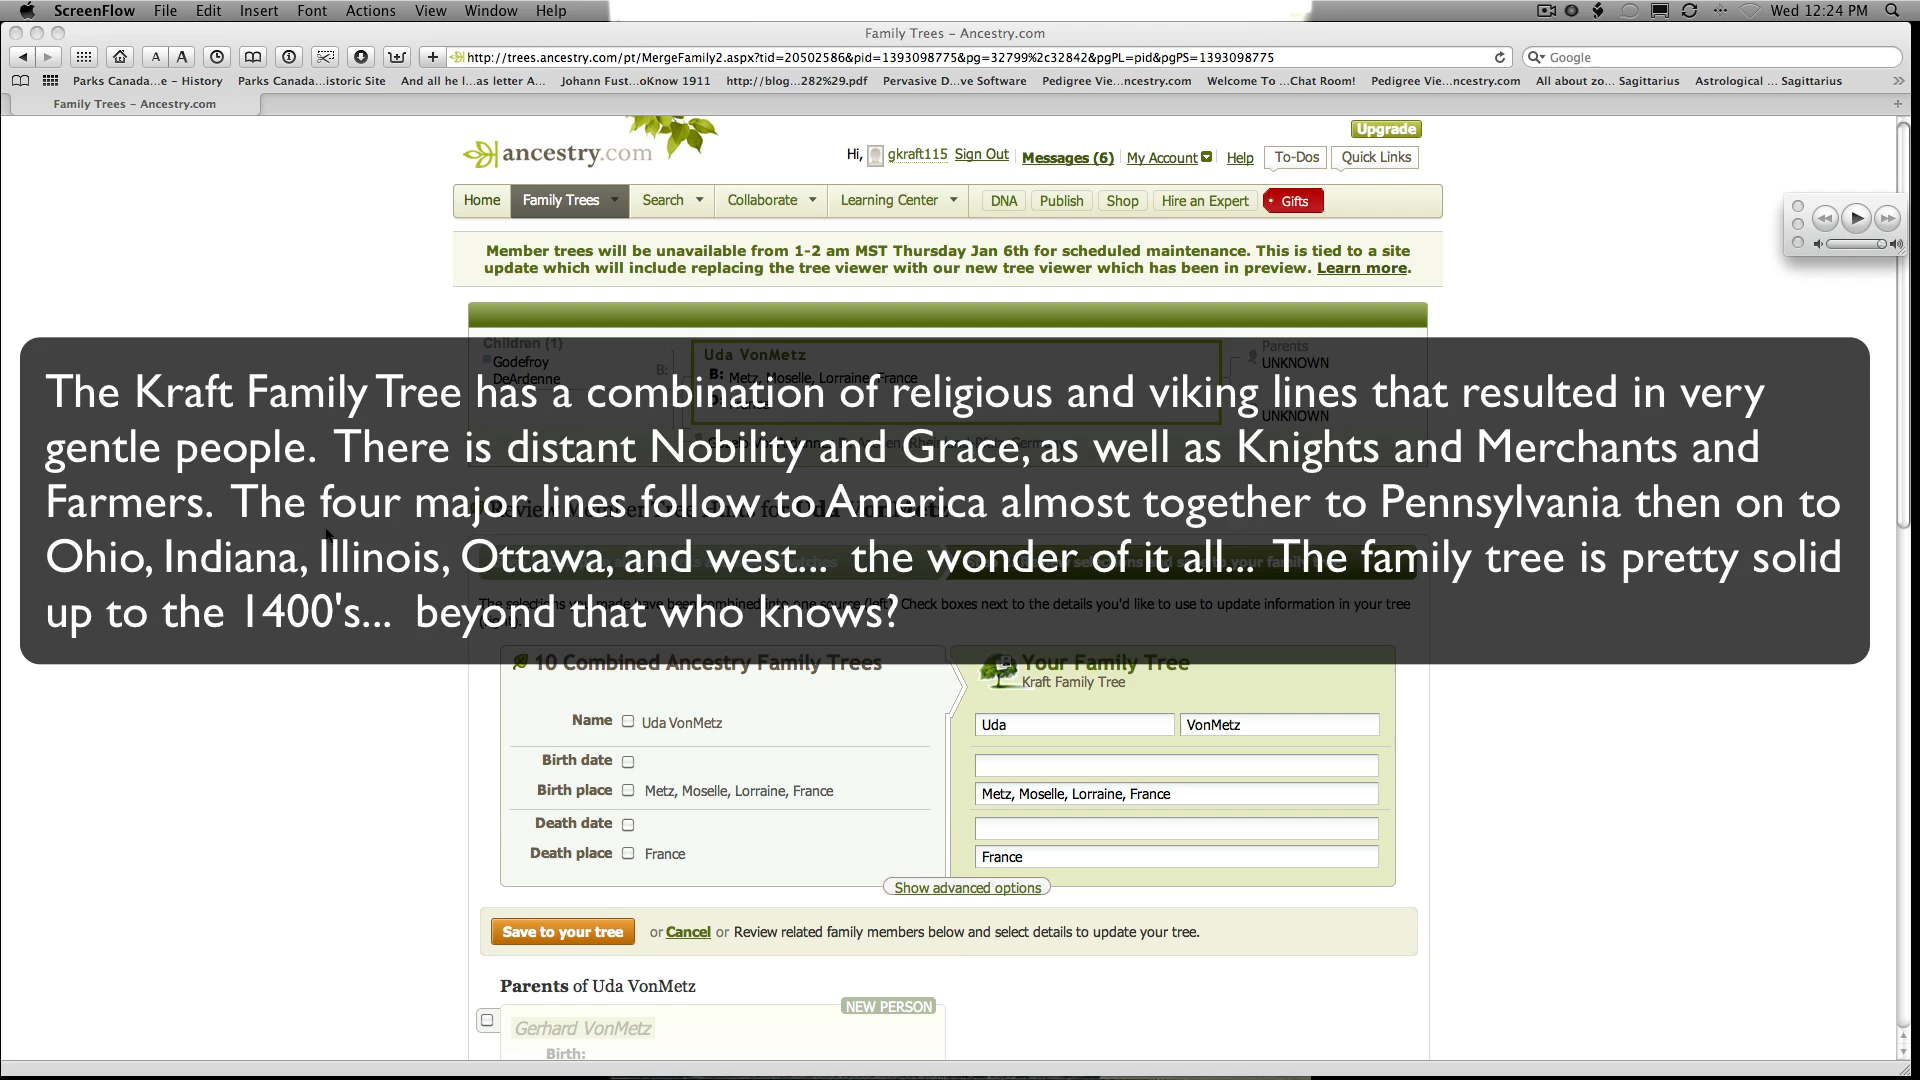 ScreenFlow File Edit Insert Font Actions View Window Help Wed 12:24 PM
Family Trees - Ancestry.com
http://trees.ancestry.com/pt/MergeFamily2.aspx?tid=20502586&pid=1393098775&pg=32799%2c32842&pgPL=pid&pgPS=1393098775 Google
Parks Canada...e - History Parks Canada...istoric Site And all he l...as letter A... Johann Fust...oKnow 1911 http://blog...282%29.pdf Pervasive D...ve Software Pedigree Vie...ncestry.com Welcome To ...Chat Room! Pedigree Vie...ncestry.com All about zo... Sagittarius Astrological ... Sagittarius
Family Trees - Ancestry.com
Upgrade
ancestry.com Hi, gkraft115 Sign Out Messages (6) My Account Help To-Dos Quick Links
Home Family Trees Search Collaborate Learning Center DNA Publish Shop Hire an Expert Gifts
Member trees will be unavailable from 1-2 am MST Thursday Jan 6th for scheduled maintenance. This is tied to a site
update which will include replacing the tree viewer with our new tree viewer which has been in preview. Learn more.
Children (1) Uda VonMetz Parents
Godefroy DeArdenne B: B: Metz, Moselle, Lorraine, France UNKNOWN
UNKNOWN
The Kraft Family Tree has a combination of religious and viking lines that resulted in very
gentle people. There is distant Nobility and Grace, as well as Knights and Merchants and
Farmers. The four major lines follow to America almost together to Pennsylvania then on to
Ohio, Indiana, Illinois, Ottawa, and west... the wonder of it all... The family tree is pretty solid
up to the 1400's... beyond that who knows?
10 Combined Ancestry Family Trees Your Family Tree
Kraft Family Tree
Name Uda VonMetz Uda VonMetz
Birth date
Birth place Metz, Moselle, Lorraine, France Metz, Moselle, Lorraine, France
Death date
Death place France France
Show advanced options
Save to your tree or Cancel or Review related family members below and select details to update your tree.
Parents of Uda VonMetz
NEW PERSON
Gerhard VonMetz
Birth: